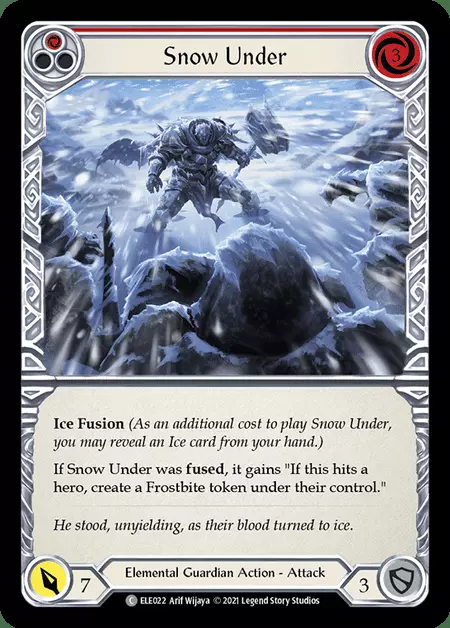 Snow Under
3
Ice Fusion (As an additional cost to play Snow Under,
you may reveal an Ice card from your hand.)
If Snow Under was fused, it gains "If this hits a
hero, create a Frostbite token under their control."
He stood, unyielding, as their blood turned to ice.
7
Elemental Guardian Action - Attack
3
C ELE022 Arif Wijaya © 2021 Legend Story Studios